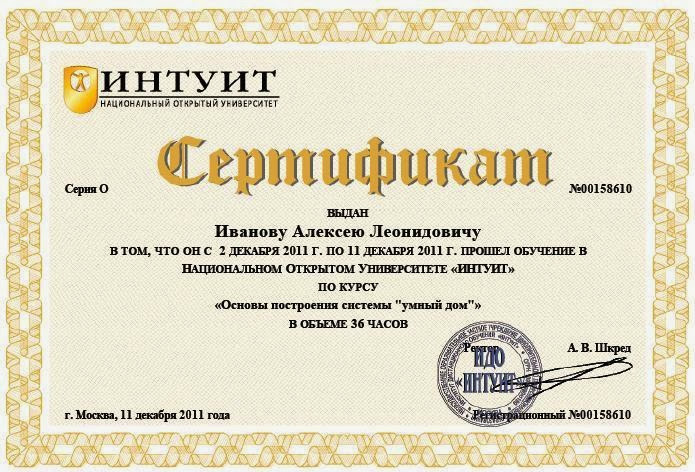 ИНТУИТ
НАЦИОНАЛЬНЫЙ ОТКРЫТЫЙ УНИВЕРСИТЕТ
Сертификат
Серия О №00158610
ВЫДАН
Иванову Алексею Леонидовичу
В ТОМ, ЧТО ОН С 2 ДЕКАБРЯ 2011 Г. ПО 11 ДЕКАБРЯ 2011 Г. ПРОШЕЛ ОБУЧЕНИЕ В
НАЦИОНАЛЬНОМ ОТКРЫТОМ УНИВЕРСИТЕТЕ «ИНТУИТ»
ПО КУРСУ
«Основы построения системы "умный дом"»
В ОБЪЕМЕ 36 ЧАСОВ
Ректор А. В. Шкред
ИДО
«ИНТУИТ»
г. Москва, 11 декабря 2011 года Регистрационный №00158610